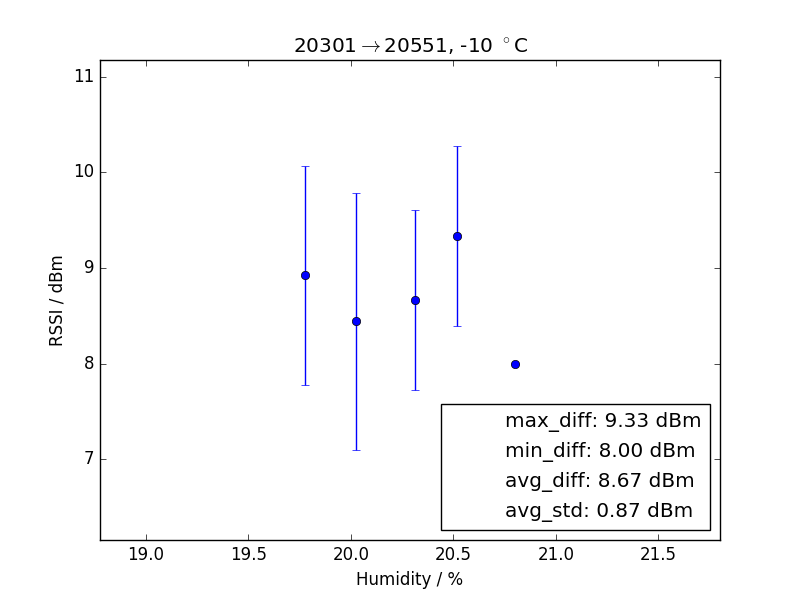 20301→20551, -10 °C
11
10
9
8
7
RSSI / dBm
max_diff: 9.33 dBm
min_diff: 8.00 dBm
avg_diff: 8.67 dBm
avg_std: 0.87 dBm
19.0 19.5 20.0 20.5 21.0 21.5
Humidity / %